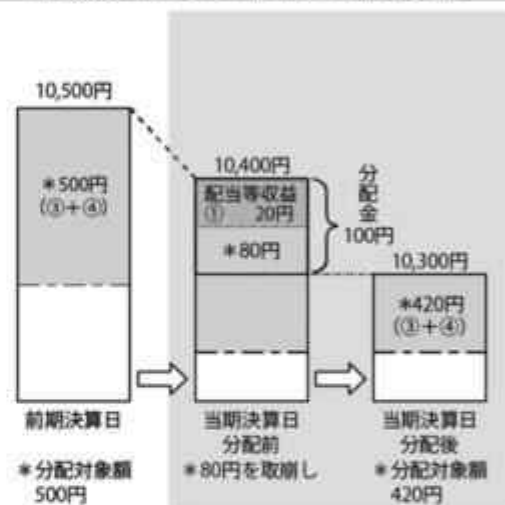 10,500円
*500円
(③+④)
10,400円
配当等収益
① 20円
*80円
分配金
100円
10,300円
*420円
(③+④)
前期決算日
当期決算日
分配前
当期決算日
分配後
*分配対象額
500円
*80円を取崩し
*分配対象額
420円